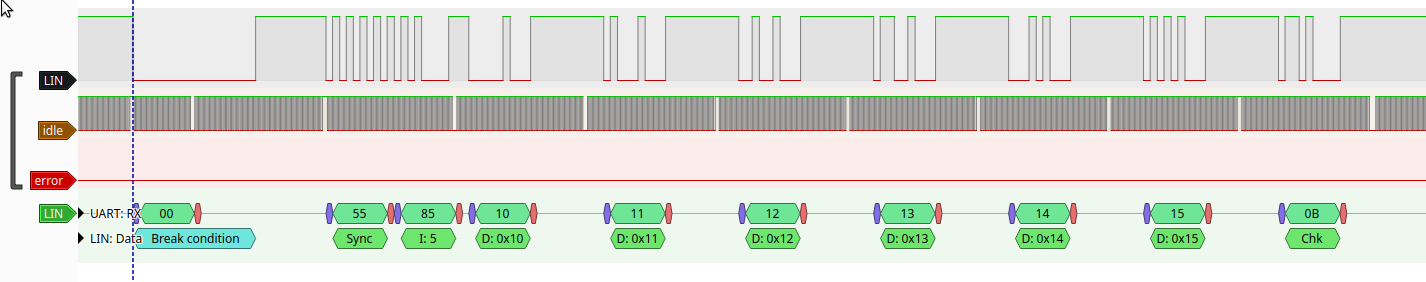 LIN
idle
error
LIN UART: RX 00 55 85 10 11 12 13 14 15 0B
LIN: Data Break condition Sync I: 5 D: 0x10 D: 0x11 D: 0x12 D: 0x13 D: 0x14 D: 0x15 Chk